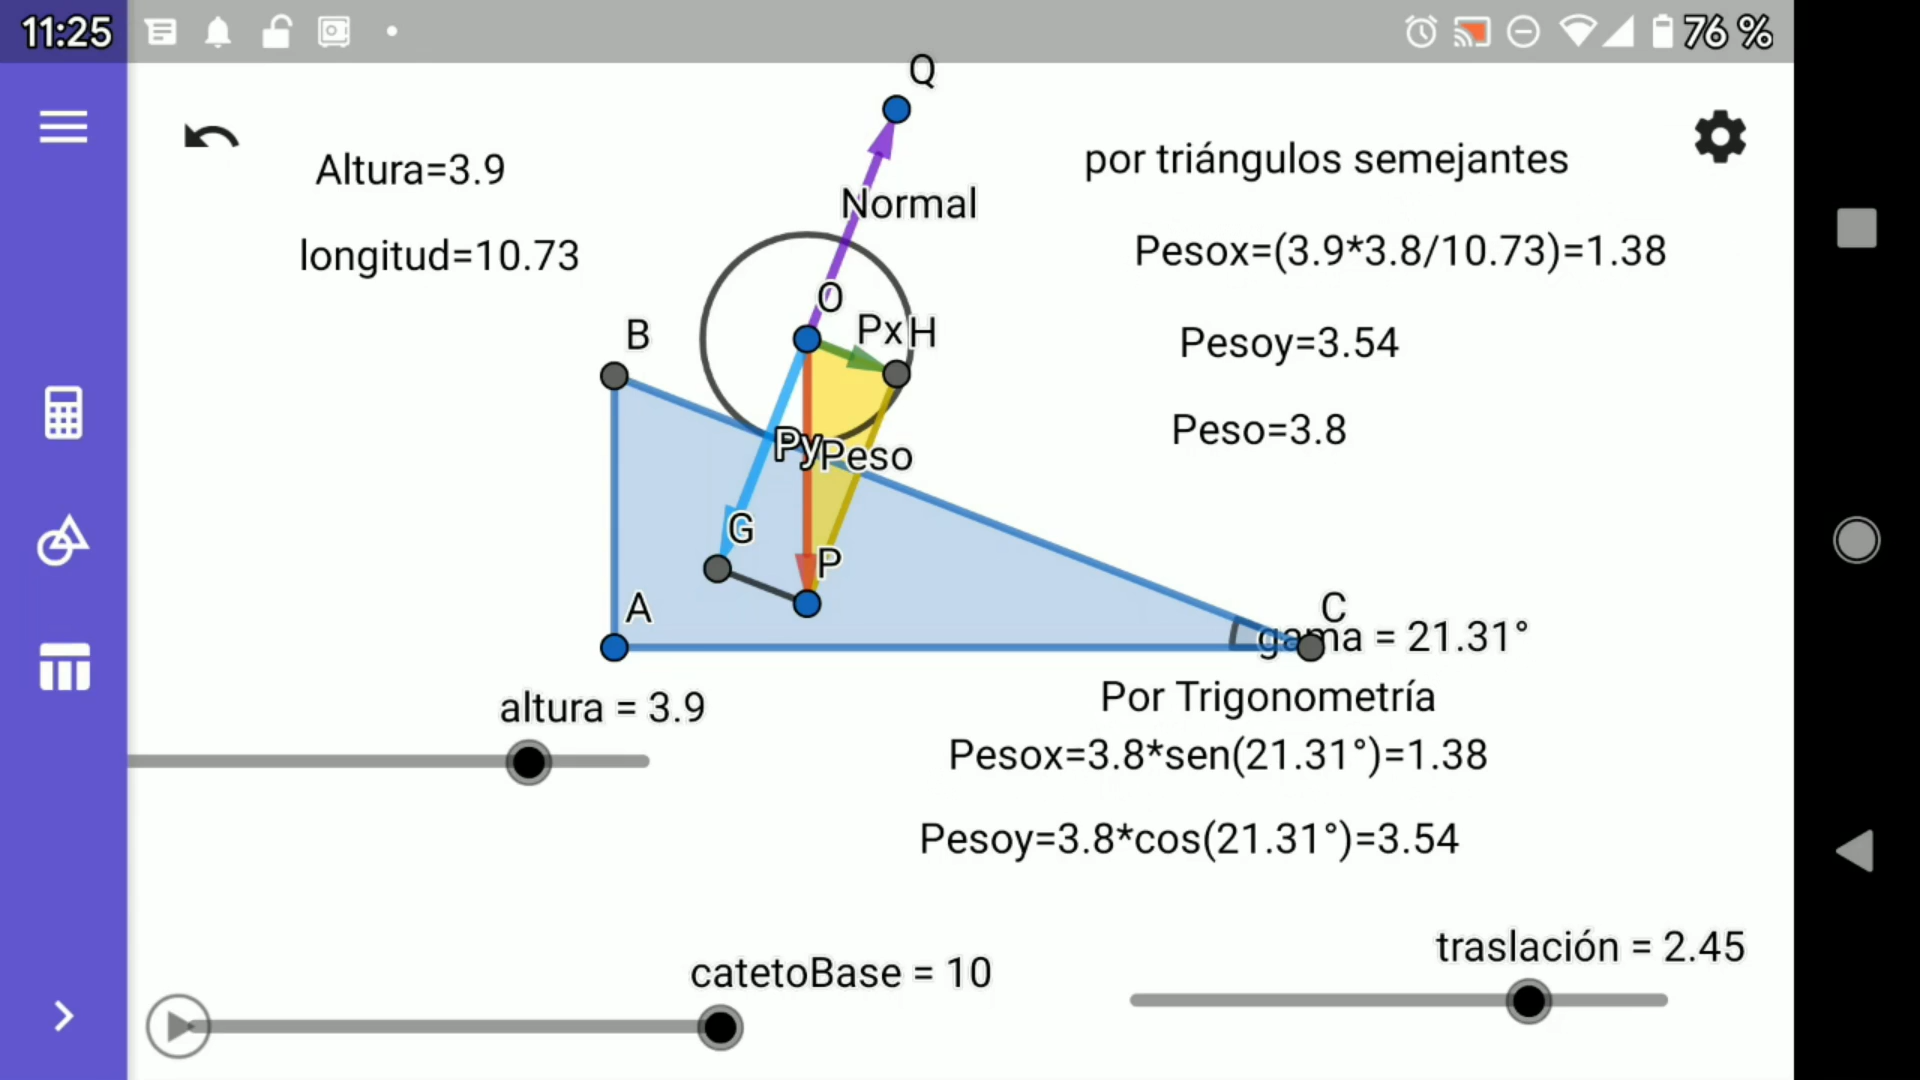 11:25
76 %
Q
Altura=3.9
por triángulos semejantes
Normal
longitud=10.73
Pesox=(3.9*3.8/10.73)=1.38
O
B
Px H
Pesoy=3.54
Py Peso
Peso=3.8
G
P
A
C
gama = 21.31°
altura = 3.9
Por Trigonometría
Pesox=3.8*sen(21.31°)=1.38
Pesoy=3.8*cos(21.31°)=3.54
traslación = 2.45
catetoBase = 10